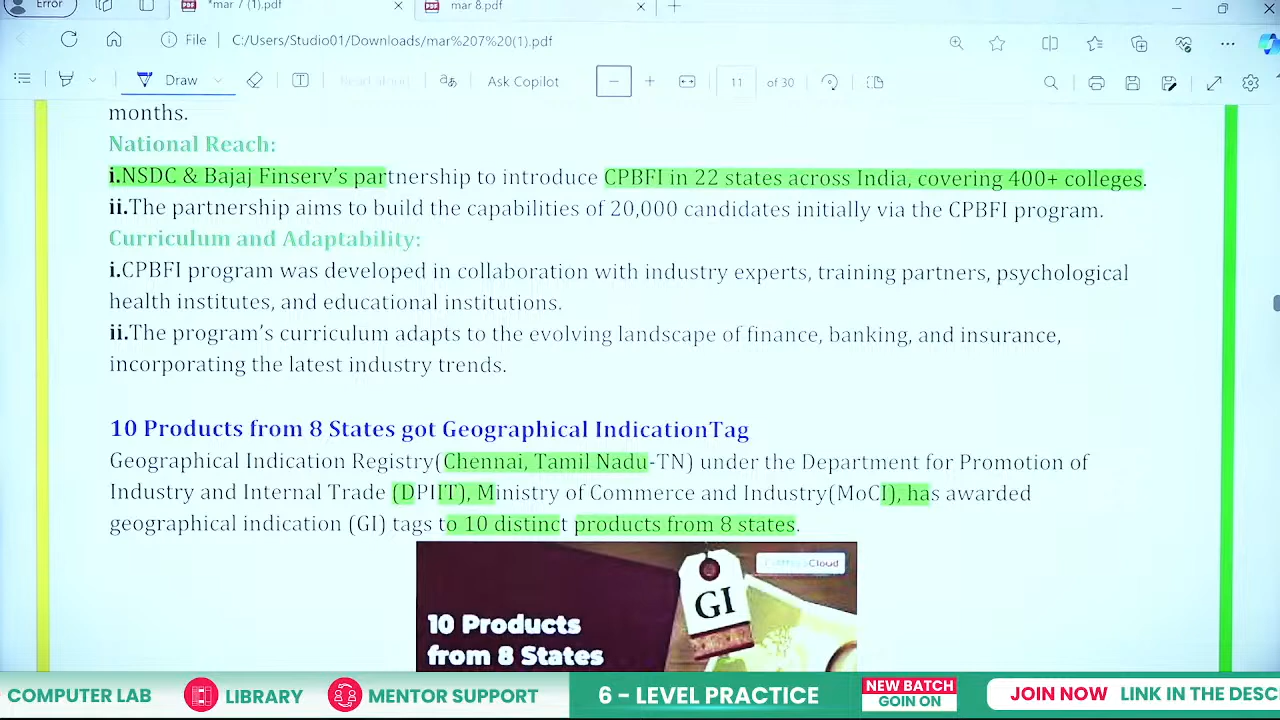 Error
*mar 7 (1).pdf
mar 8.pdf
File
C:/Users/Studio01/Downloads/mar%207%20(1).pdf
Draw
Read aloud
Ask Copilot
11
of 30
months.
National Reach:
i.NSDC & Bajaj Finserv's partnership to introduce CPBFI in 22 states across India, covering 400+ colleges.
ii.The partnership aims to build the capabilities of 20,000 candidates initially via the CPBFI program.
Curriculum and Adaptability:
i.CPBFI program was developed in collaboration with industry experts, training partners, psychological
health institutes, and educational institutions.
ii.The program's curriculum adapts to the evolving landscape of finance, banking, and insurance,
incorporating the latest industry trends.
10 Products from 8 States got Geographical IndicationTag
Geographical Indication Registry(Chennai, Tamil Nadu-TN) under the Department for Promotion of
Industry and Internal Trade (DPIIT), Ministry of Commerce and Industry(MoCI), has awarded
geographical indication (GI) tags to 10 distinct products from 8 states.
Cloud
GI
10 Products
from 8 States
COMPUTER LAB
LIBRARY
MENTOR SUPPORT
6 - LEVEL PRACTICE
NEW BATCH
GOIN ON
JOIN NOW
LINK IN THE DESC